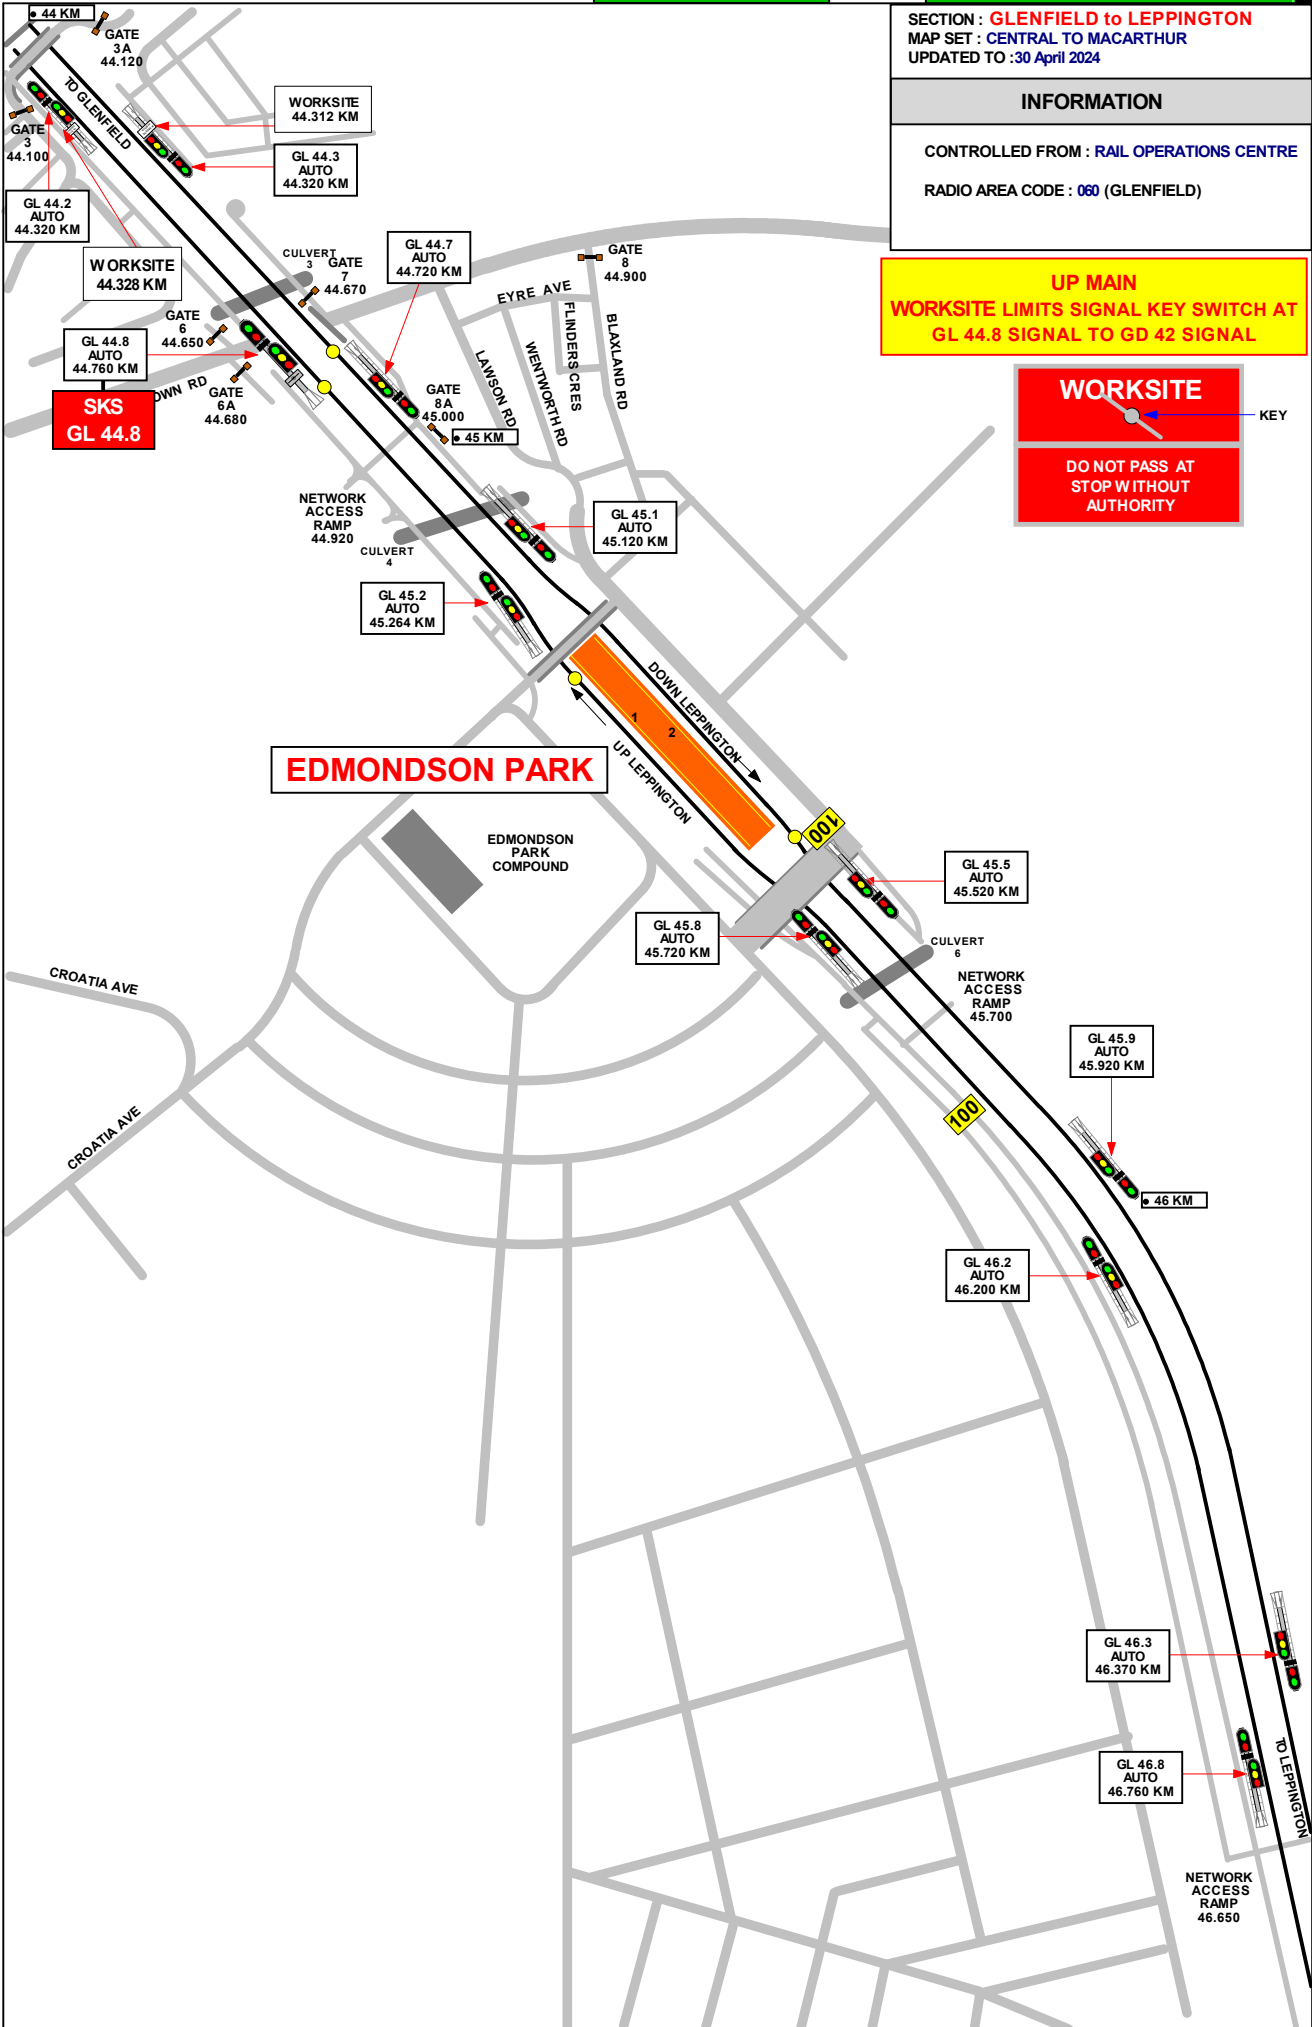 SECTION : GLENFIELD to LEPPINGTON
MAP SET : CENTRAL TO MACARTHUR
UPDATED TO :30 April 2024
INFORMATION
CONTROLLED FROM : RAIL OPERATIONS CENTRE
RADIO AREA CODE : 060 (GLENFIELD)
UP MAIN
WORKSITE LIMITS SIGNAL KEY SWITCH AT
GL 44.8 SIGNAL TO GD 42 SIGNAL
WORKSITE
KEY
DO NOT PASS AT
STOP WITHOUT
AUTHORITY
44 KM
GATE
3A
44.120
TO GLENFIELD
WORKSITE
44.312 KM
GATE
3
44.100
GL 44.3
AUTO
44.320 KM
GL 44.2
AUTO
44.320 KM
WORKSITE
44.328 KM
CULVERT
3
GATE
7
44.670
GL 44.7
AUTO
44.720 KM
GATE
8
44.900
EYRE AVE
FLINDERS CRES
BLAXLAND RD
LAWSON RD
WENTWORTH RD
GATE
6
44.650
GL 44.8
AUTO
44.760 KM
OWN RD
GATE
6A
44.680
SKS
GL 44.8
GATE
8A
45.000
45 KM
NETWORK
ACCESS
RAMP
44.920
CULVERT
4
GL 45.1
AUTO
45.120 KM
GL 45.2
AUTO
45.264 KM
DOWN LEPPINGTON
1
2
UP LEPPINGTON
EDMONDSON PARK
100
EDMONDSON
PARK
COMPOUND
GL 45.5
AUTO
45.520 KM
GL 45.8
AUTO
45.720 KM
CULVERT
6
NETWORK
ACCESS
RAMP
45.700
CROATIA AVE
GL 45.9
AUTO
45.920 KM
100
CROATIA AVE
46 KM
GL 46.2
AUTO
46.200 KM
GL 46.3
AUTO
46.370 KM
GL 46.8
AUTO
46.760 KM
TO LEPPINGTON
NETWORK
ACCESS
RAMP
46.650